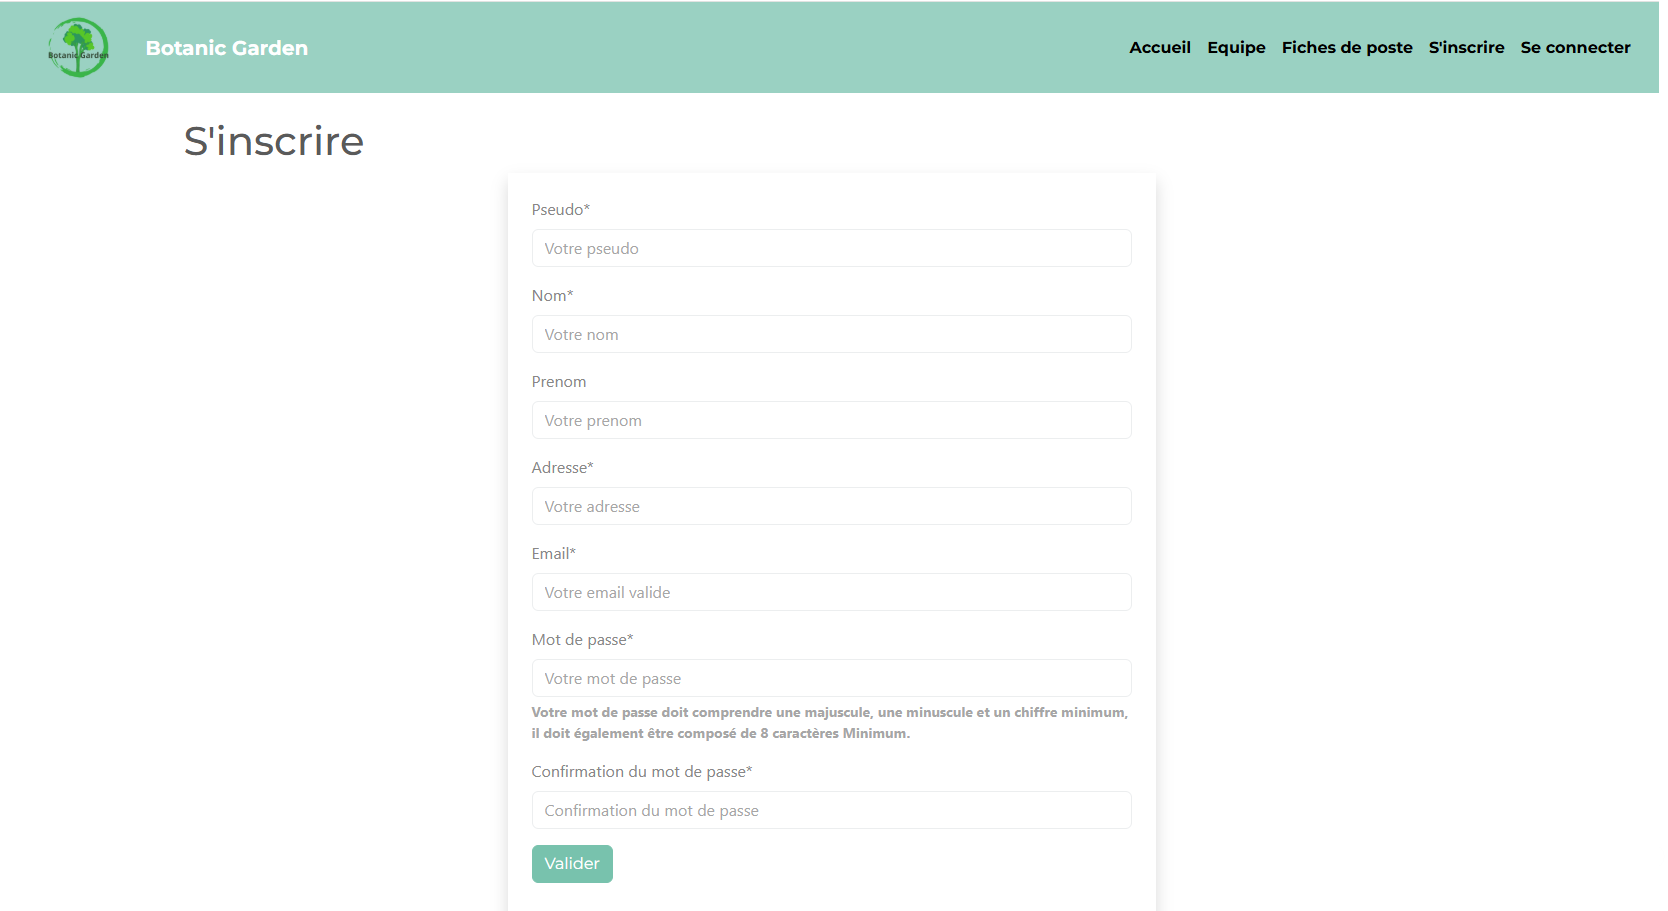 Botanic Garden
Botanic Garden
Accueil Equipe Fiches de poste S'inscrire Se connecter
S'inscrire
Pseudo*
Votre pseudo
Nom*
Votre nom
Prenom
Votre prenom
Adresse*
Votre adresse
Email*
Votre email valide
Mot de passe*
Votre mot de passe
Votre mot de passe doit comprendre une majuscule, une minuscule et un chiffre minimum,
il doit également être composé de 8 caractères Minimum.
Confirmation du mot de passe*
Confirmation du mot de passe
Valider